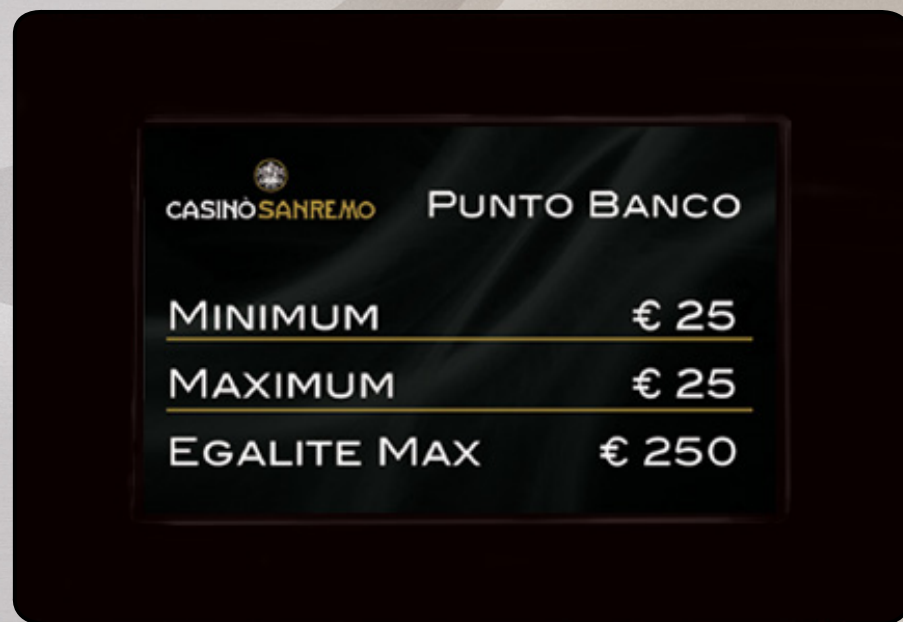 CASINÒ SANREMO
PUNTO BANCO
MINIMUM € 25
MAXIMUM € 25
EGALITE MAX € 250